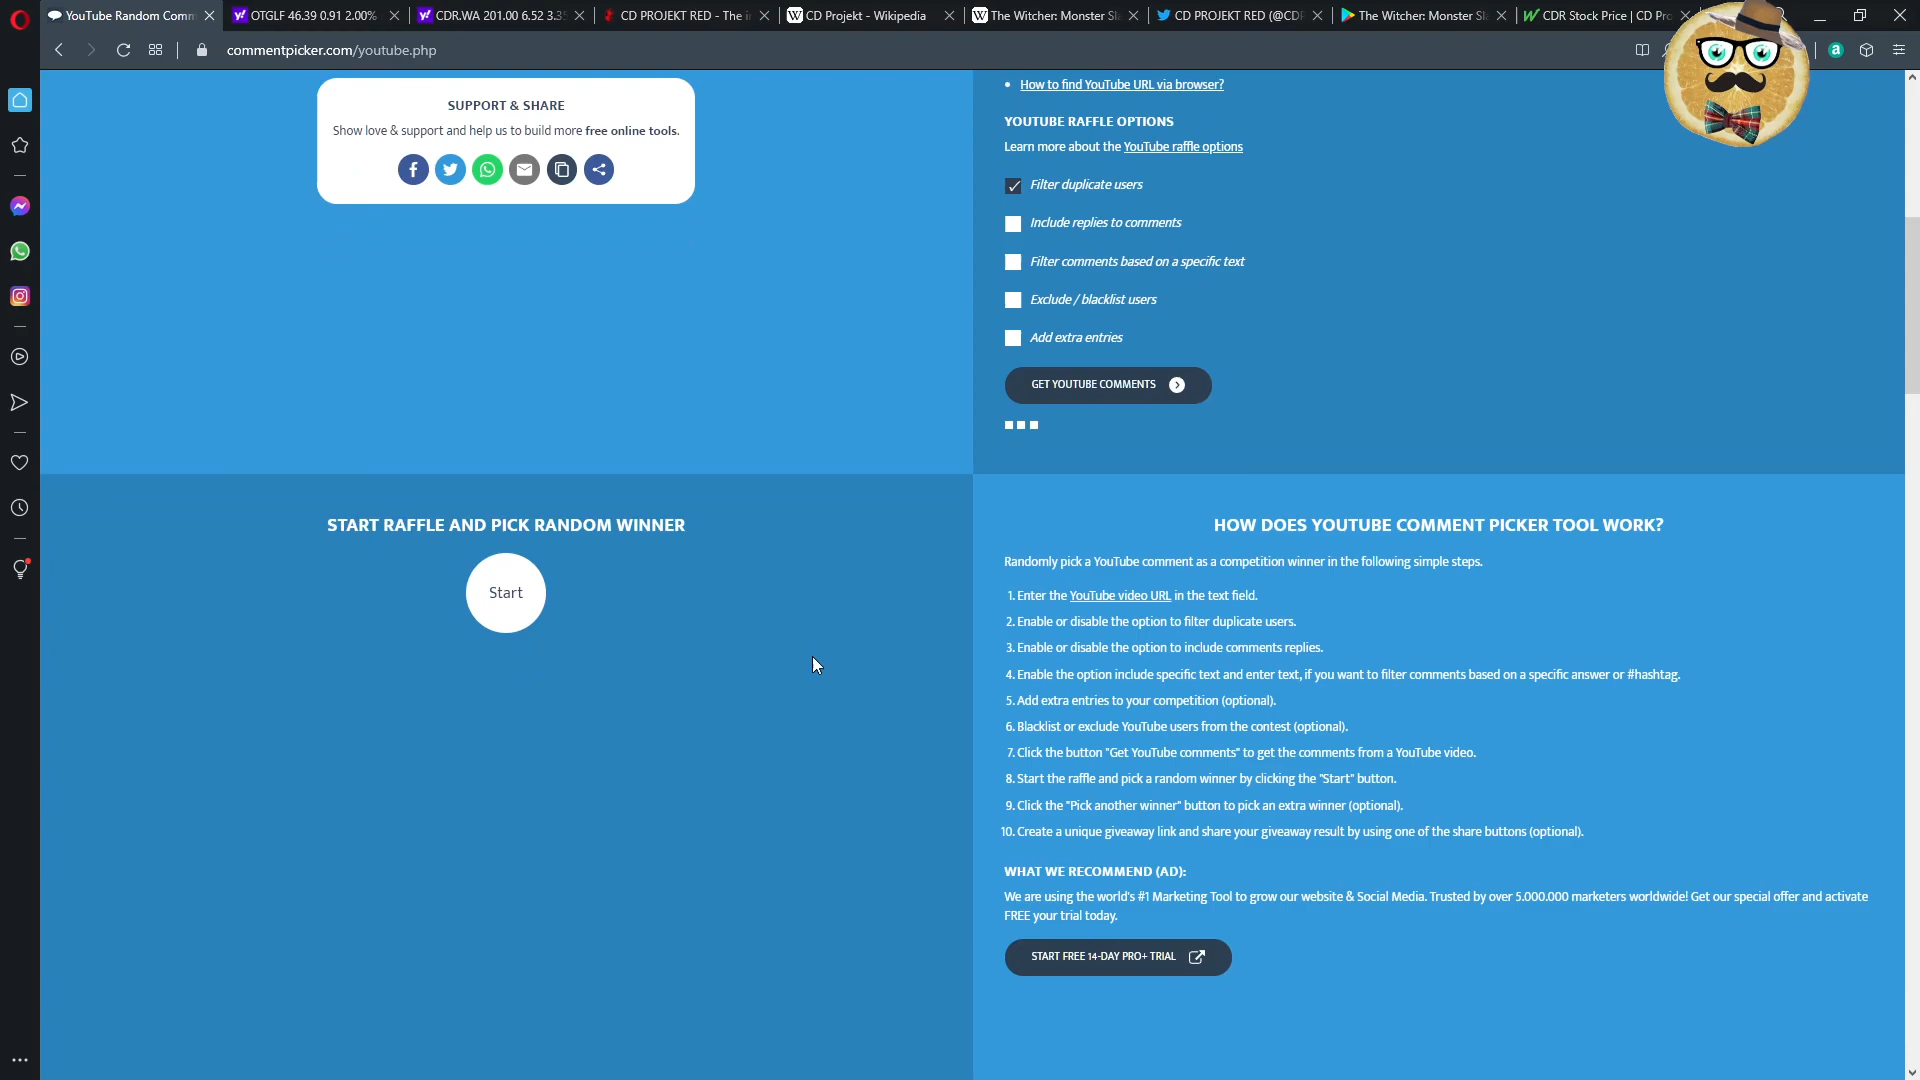 YouTube Random Comm
OTGLF 46.39 0.91 2.00%
CDR.WA 201.00 6.52 3.3
CD PROJEKT RED - The i
CD Projekt - Wikipedia
The Witcher: Monster Sl
CD PROJEKT RED (@CDP
The Witcher: Monster Sl
CDR Stock Price | CD Pro
commentpicker.com/youtube.php
SUPPORT & SHARE
Show love & support and help us to build more free online tools.
How to find YouTube URL via browser?
YOUTUBE RAFFLE OPTIONS
Learn more about the YouTube raffle options
Filter duplicate users
Include replies to comments
Filter comments based on a specific text
Exclude / blacklist users
Add extra entries
GET YOUTUBE COMMENTS
START RAFFLE AND PICK RANDOM WINNER
Start
HOW DOES YOUTUBE COMMENT PICKER TOOL WORK?
Randomly pick a YouTube comment as a competition winner in the following simple steps.
1. Enter the YouTube video URL in the text field.
2. Enable or disable the option to filter duplicate users.
3. Enable or disable the option to include comments replies.
4. Enable the option include specific text and enter text, if you want to filter comments based on a specific answer or #hashtag.
5. Add extra entries to your competition (optional).
6. Blacklist or exclude YouTube users from the contest (optional).
7. Click the button "Get YouTube comments" to get the comments from a YouTube video.
8. Start the raffle and pick a random winner by clicking the "Start" button.
9. Click the "Pick another winner" button to pick an extra winner (optional).
10. Create a unique giveaway link and share your giveaway result by using one of the share buttons (optional).
WHAT WE RECOMMEND (AD):
We are using the world's #1 Marketing Tool to grow our website & Social Media. Trusted by over 5.000.000 marketers worldwide! Get our special offer and activate
FREE your trial today.
START FREE 14-DAY PRO+ TRIAL